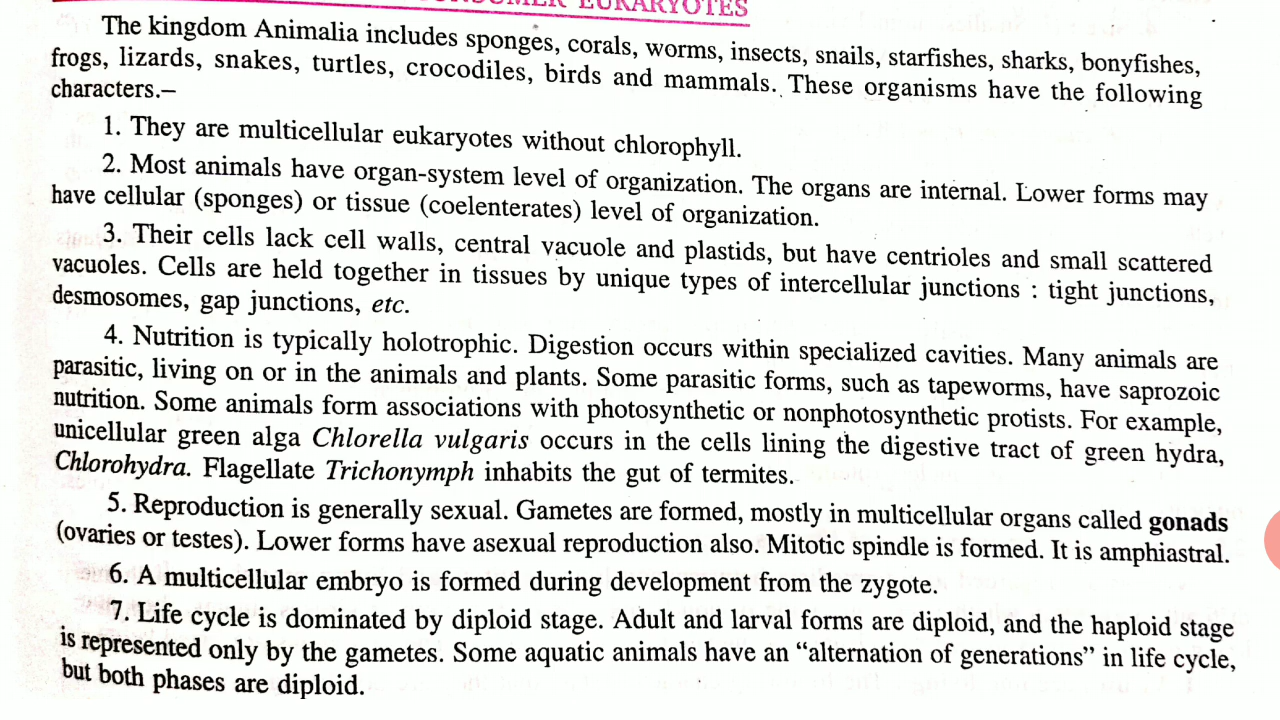 CONSUMER EUKARYOTES
The kingdom Animalia includes sponges, corals, worms, insects, snails, starfishes, sharks, bonyfishes,
frogs, lizards, snakes, turtles, crocodiles, birds and mammals. These organisms have the following
characters.–
1. They are multicellular eukaryotes without chlorophyll.
2. Most animals have organ-system level of organization. The organs are internal. Lower forms may
have cellular (sponges) or tissue (coelenterates) level of organization.
3. Their cells lack cell walls, central vacuole and plastids, but have centrioles and small scattered
vacuoles. Cells are held together in tissues by unique types of intercellular junctions : tight junctions,
desmosomes, gap junctions, etc.
4. Nutrition is typically holotrophic. Digestion occurs within specialized cavities. Many animals are
parasitic, living on or in the animals and plants. Some parasitic forms, such as tapeworms, have saprozoic
nutrition. Some animals form associations with photosynthetic or nonphotosynthetic protists. For example,
unicellular green alga Chlorella vulgaris occurs in the cells lining the digestive tract of green hydra,
Chlorohydra. Flagellate Trichonymph inhabits the gut of termites.
5. Reproduction is generally sexual. Gametes are formed, mostly in multicellular organs called gonads
(ovaries or testes). Lower forms have asexual reproduction also. Mitotic spindle is formed. It is amphiastral.
6. A multicellular embryo is formed during development from the zygote.
7. Life cycle is dominated by diploid stage. Adult and larval forms are diploid, and the haploid stage
is represented only by the gametes. Some aquatic animals have an “alternation of generations” in life cycle,
but both phases are diploid.